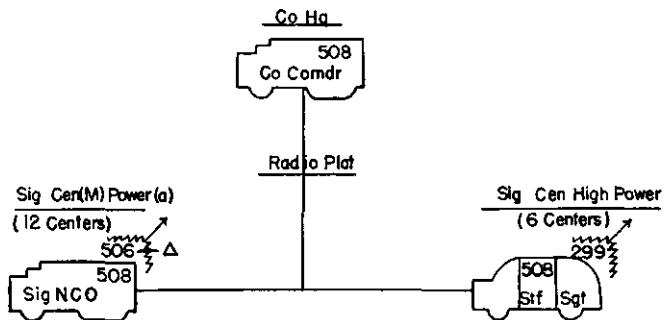 Co Hq
508
Co Comdr
Radio Plat
Sig Cen(M) Power(a)
(12 Centers)
506
508
Sig NCO
Sig Cen High Power
(6 Centers)
299
508
Stf Sgt